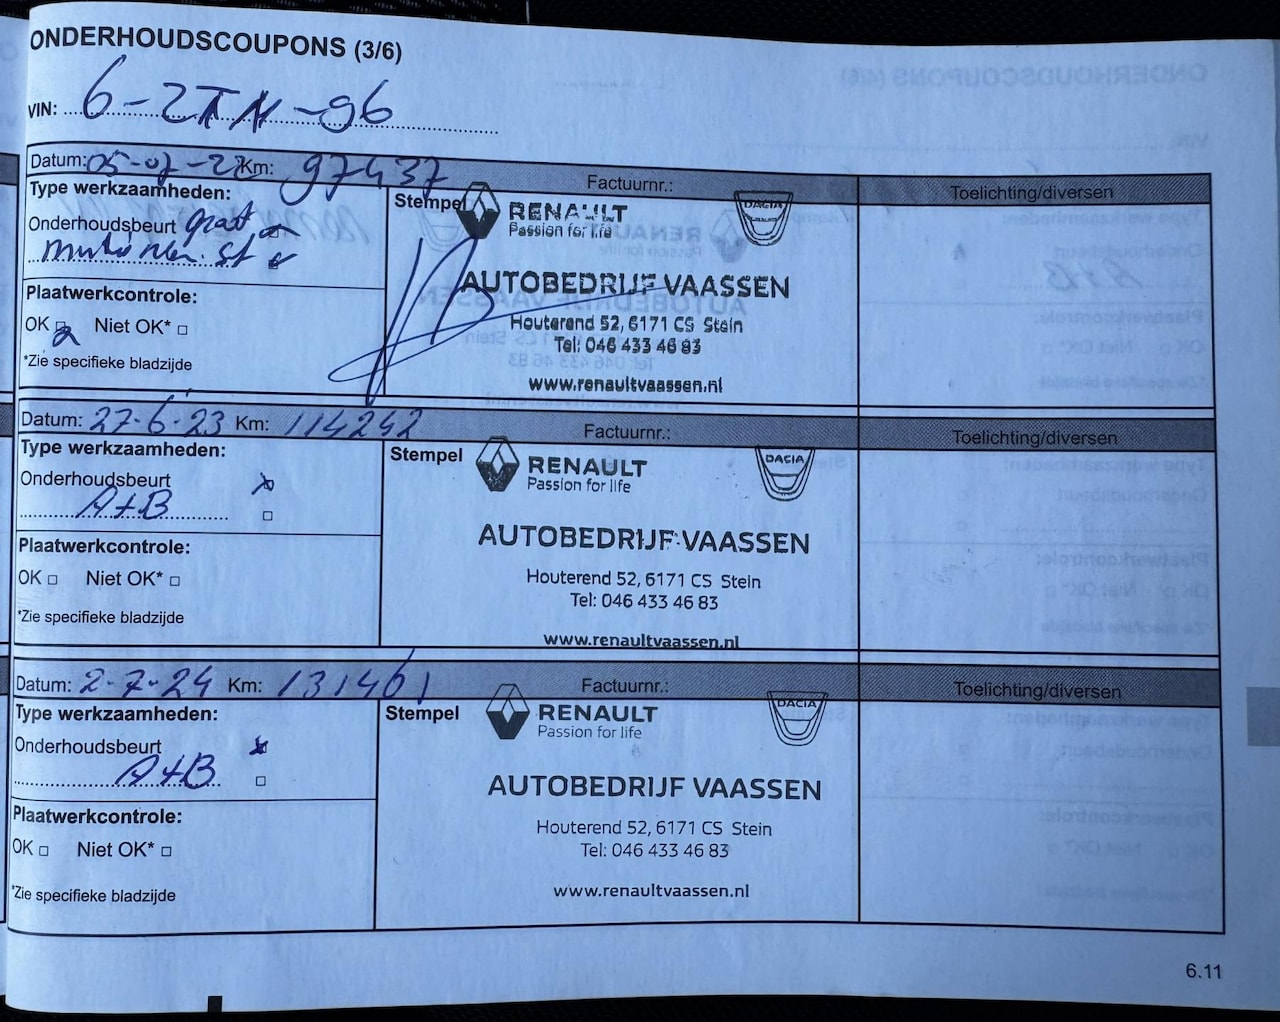 ONDERHOUDSCOUPONS (3/6)
VIN: 6-ZTN-96
Datum: 05-07-22 Km: 97437 Factuurnr.: Toelichting/diversen
Type werkzaamheden:
Stempel RENAULT DACIA
Onderhoudsbeurt groot
Passion for life
AUTOBEDRIJF VAASSEN
Plaatwerkcontrole:
OK Niet OK*
Houterend 52, 6171 CS Stein
Tel: 046 433 46 83
*Zie specifieke bladzijde
www.renaultvaassen.nl
Datum: 27-6-23 Km: 114242 Factuurnr.: Toelichting/diversen
Type werkzaamheden:
Stempel RENAULT DACIA
Onderhoudsbeurt
Passion for life
A+B
AUTOBEDRIJF VAASSEN
Plaatwerkcontrole:
OK Niet OK*
Houterend 52, 6171 CS Stein
Tel: 046 433 46 83
*Zie specifieke bladzijde
www.renaultvaassen.nl
Datum: 2-7-24 Km: 131461 Factuurnr.: Toelichting/diversen
Type werkzaamheden:
Stempel RENAULT DACIA
Onderhoudsbeurt
Passion for life
A+B
AUTOBEDRIJF VAASSEN
Plaatwerkcontrole:
OK Niet OK*
Houterend 52, 6171 CS Stein
Tel: 046 433 46 83
*Zie specifieke bladzijde
www.renaultvaassen.nl
6.11